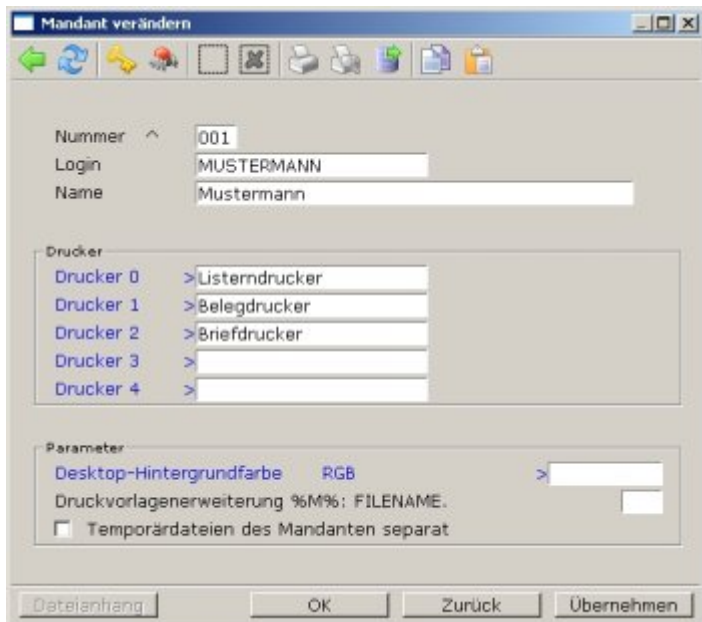 Mandant verändern
Nummer ^ 001
Login MUSTERMANN
Name Mustermann
Drucker
Drucker 0 >Listerndrucker
Drucker 1 >Belegdrucker
Drucker 2 >Briefdrucker
Drucker 3 >
Drucker 4 >
Parameter
Desktop-Hintergrundfarbe RGB >
Druckvorlagenerweiterung %M%: FILENAME.
Temporärdateien des Mandanten separat
Dateianhang OK Zurück Übernehmen